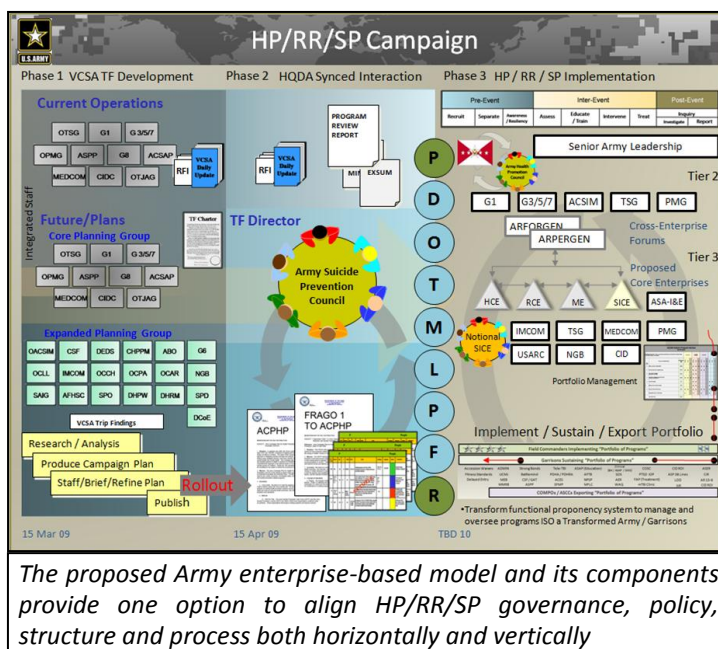 U.S.ARMY
HP/RR/SP Campaign
Phase 1 VCSA TF Development
Phase 2 HQDA Synced Interaction
Phase 3 HP / RR / SP Implementation
Integrated Staff
Current Operations
OTSG G1 G3/5/7
OPMG ASPP G8 ACSAP
MEDCOM CIDC OTJAG
RFI
VCSA
Daily
Update
Future/Plans
Core Planning Group
OTSG G1 G3/5/7
OPMG ASPP G8 ACSAP
MEDCOM CIDC OTJAG
TF Charter
Expanded Planning Group
OACSIM CSF DEDS CHPPM ABO G6
OCLL IMCOM OCCH OCPA OCAR NGB
SAIG AFHSC SPO DHPW DHRM SPD
DCoE
VCSA Trip Findings
Research / Analysis
Produce Campaign Plan
Staff/Brief/Refine Plan
Publish
Rollout
15 Mar 09
RFI
VCSA
Daily
Update
PROGRAM
REVIEW
REPORT
MIN
EXSUM
TF Director
Army Suicide
Prevention
Council
ACPHP
FRAGO 1
TO ACPHP
15 Apr 09
P
D
O
T
M
L
P
F
R
Pre-Event Inter-Event Post-Event
Recruit Separate Awareness / Resiliency Assess Educate / Train Intervene Treat Inquiry
Investigate Report
Army Health
Promotion
Council
Senior Army Leadership
Tier 2
G1 G3/5/7 ACSIM TSG PMG
ARFORGEN
ARPERGEN
Cross-Enterprise
Forums
Tier 3
Proposed
Core Enterprises
HCE RCE ME SICE ASA-I&E
Notional
SICE
IMCOM TSG MEDCOM PMG
USARC NGB CID
Portfolio Management
Implement / Sustain / Export Portfolio
Field Commanders Implementing "Portfolio of Programs"
Garrisons Sustaining "Portfolio of Programs"
COMPOs / ASCCs Exporting "Portfolio of Programs"
•Transform functional proponency system to manage and
oversee programs ISO a Transformed Army / Garrisons
TBD 10
The proposed Army enterprise-based model and its components
provide one option to align HP/RR/SP governance, policy,
structure and process both horizontally and vertically